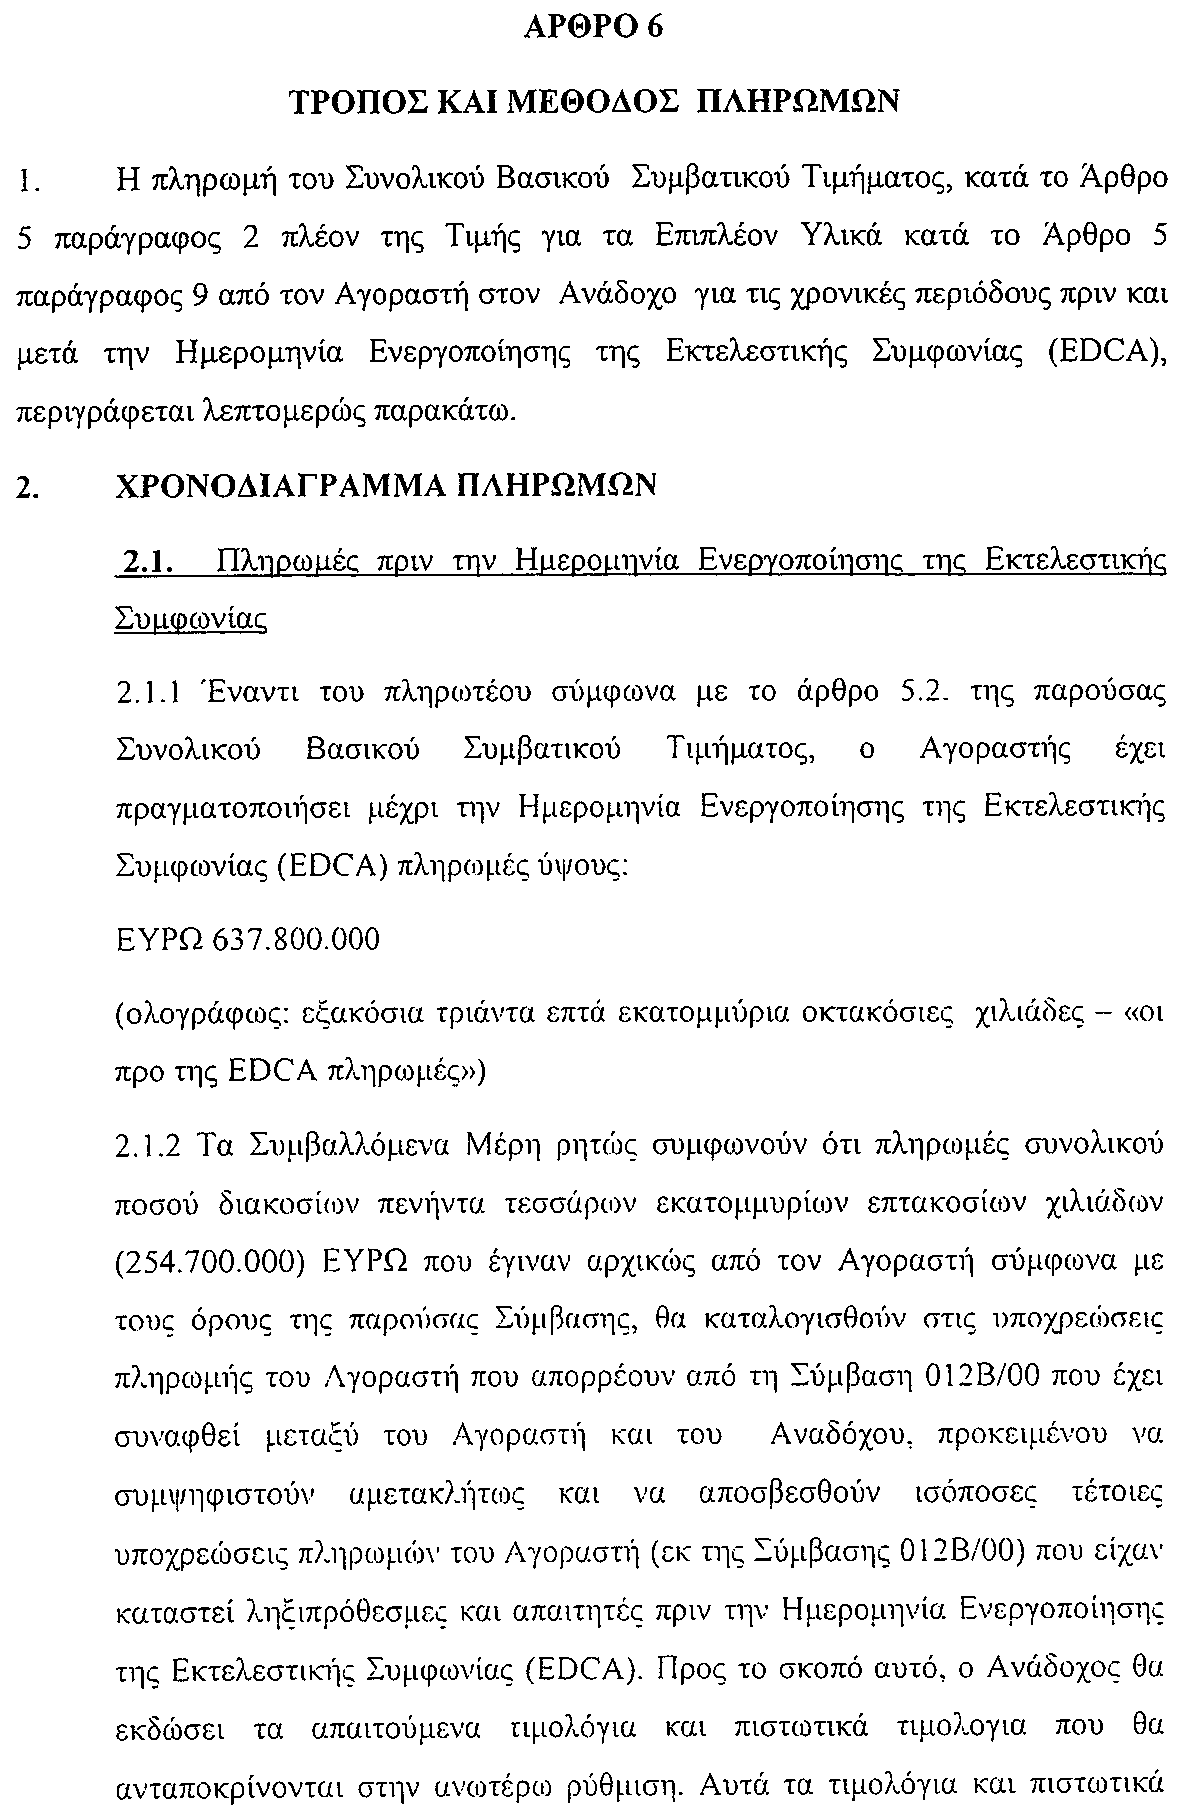 ΑΡΘΡΟ 6
ΤΡΟΠΟΣ ΚΑΙ ΜΕΘΟΔΟΣ ΠΛΗΡΩΜΩΝ
1. Η πληρωμή του Συνολικού Βασικού Συμβατικού Τιμήματος, κατά το Άρθρο
5 παράγραφος 2 πλέον της Τιμής για τα Επιπλέον Υλικά κατά το Άρθρο 5
παράγραφος 9 από τον Αγοραστή στον Ανάδοχο για τις χρονικές περιόδους πριν και
μετά την Ημερομηνία Ενεργοποίησης της Εκτελεστικής Συμφωνίας (EDCA),
περιγράφεται λεπτομερώς παρακάτω.
2. ΧΡΟΝΟΔΙΑΓΡΑΜΜΑ ΠΛΗΡΩΜΩΝ
2.1. Πληρωμές πριν την Ημερομηνία Ενεργοποίησης της Εκτελεστικής
Συμφωνίας
2.1.1 Έναντι του πληρωτέου σύμφωνα με το άρθρο 5.2. της παρούσας
Συνολικού Βασικού Συμβατικού Τιμήματος, ο Αγοραστής έχει
πραγματοποιήσει μέχρι την Ημερομηνία Ενεργοποίησης της Εκτελεστικής
Συμφωνίας (EDCA) πληρωμές ύψους:
ΕΥΡΩ 637.800.000
(ολογράφως: εξακόσια τριάντα επτά εκατομμύρια οκτακόσιες χιλιάδες – «οι
προ της EDCA πληρωμές»)
2.1.2 Τα Συμβαλλόμενα Μέρη ρητώς συμφωνούν ότι πληρωμές συνολικού
ποσού διακοσίων πενήντα τεσσάρων εκατομμυρίων επτακοσίων χιλιάδων
(254.700.000) ΕΥΡΩ που έγιναν αρχικώς από τον Αγοραστή σύμφωνα με
τους όρους της παρούσας Σύμβασης, θα καταλογισθούν στις υποχρεώσεις
πληρωμής του Αγοραστή που απορρέουν από τη Σύμβαση 012Β/00 που έχει
συναφθεί μεταξύ του Αγοραστή και του Αναδόχου, προκειμένου να
συμψηφιστούν αμετακλήτως και να αποσβεσθούν ισόποσες τέτοιες
υποχρεώσεις πληρωμών του Αγοραστή (εκ της Σύμβασης 012Β/00) που είχαν
καταστεί ληξιπρόθεσμες και απαιτητές πριν την Ημερομηνία Ενεργοποίησης
της Εκτελεστικής Συμφωνίας (EDCA). Προς το σκοπό αυτό, ο Ανάδοχος θα
εκδώσει τα απαιτούμενα τιμολόγια και πιστωτικά τιμολογια που θα
ανταποκρίνονται στην ανωτέρω ρύθμιση. Αυτά τα τιμολόγια και πιστωτικά